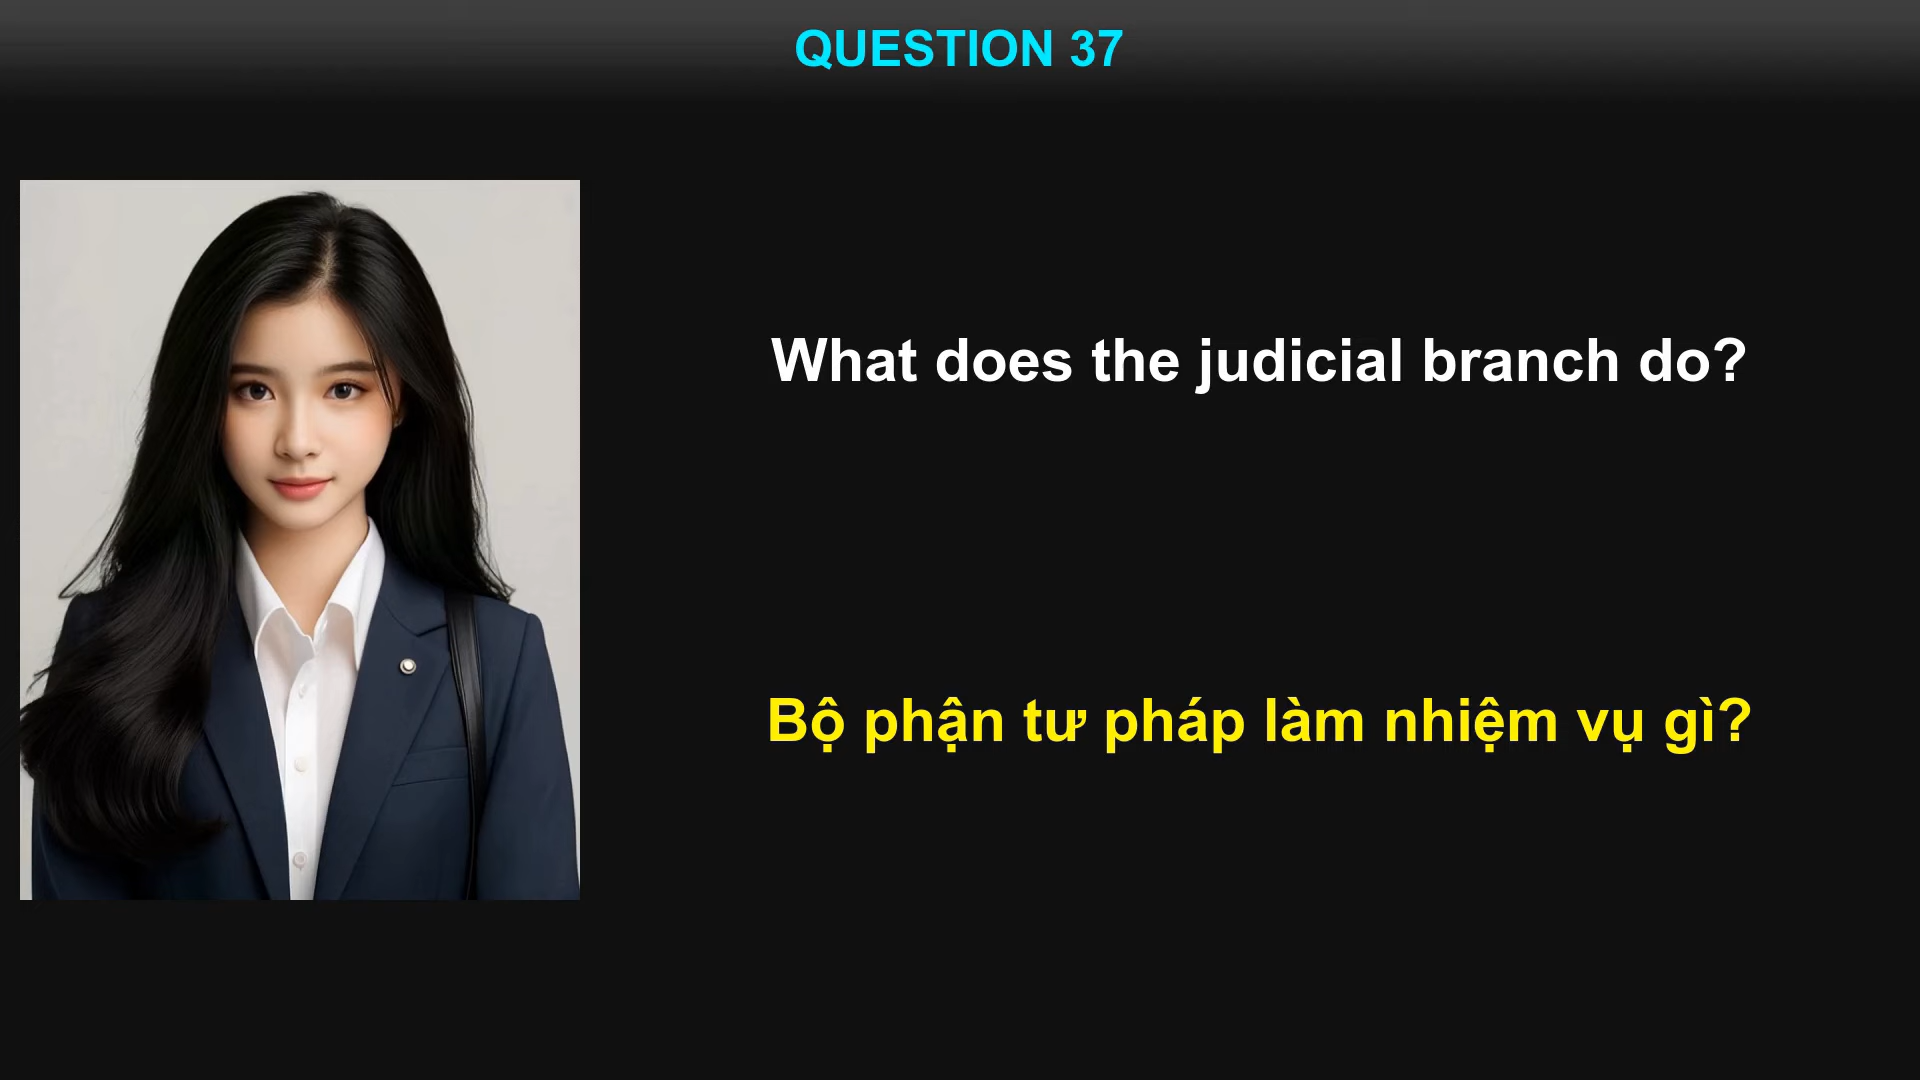 QUESTION 37
What does the judicial branch do?
Bộ phận tư pháp làm nhiệm vụ gì?